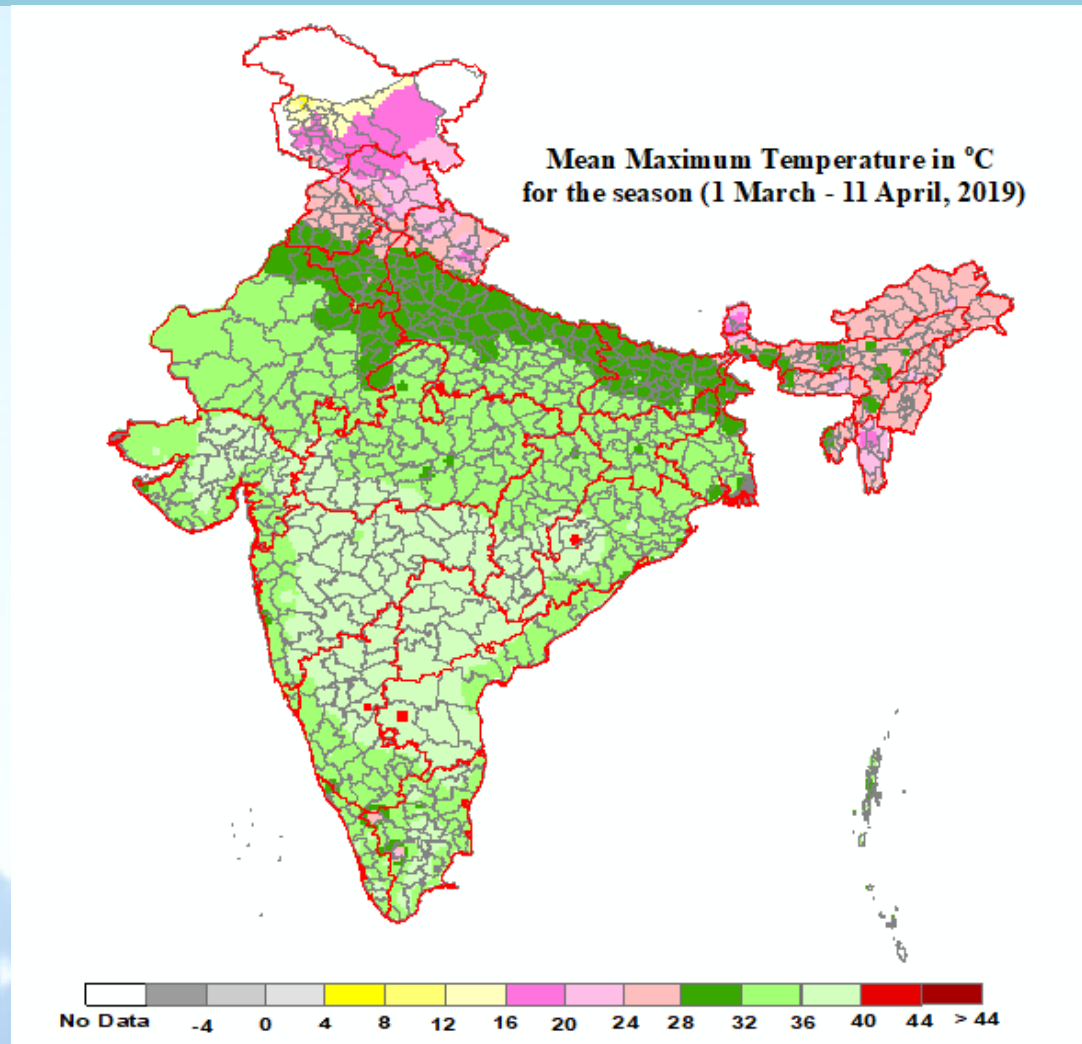 Mean Maximum Temperature in °C
for the season (1 March - 11 April, 2019)
No Data -4 0 4 8 12 16 20 24 28 32 36 40 44 > 44